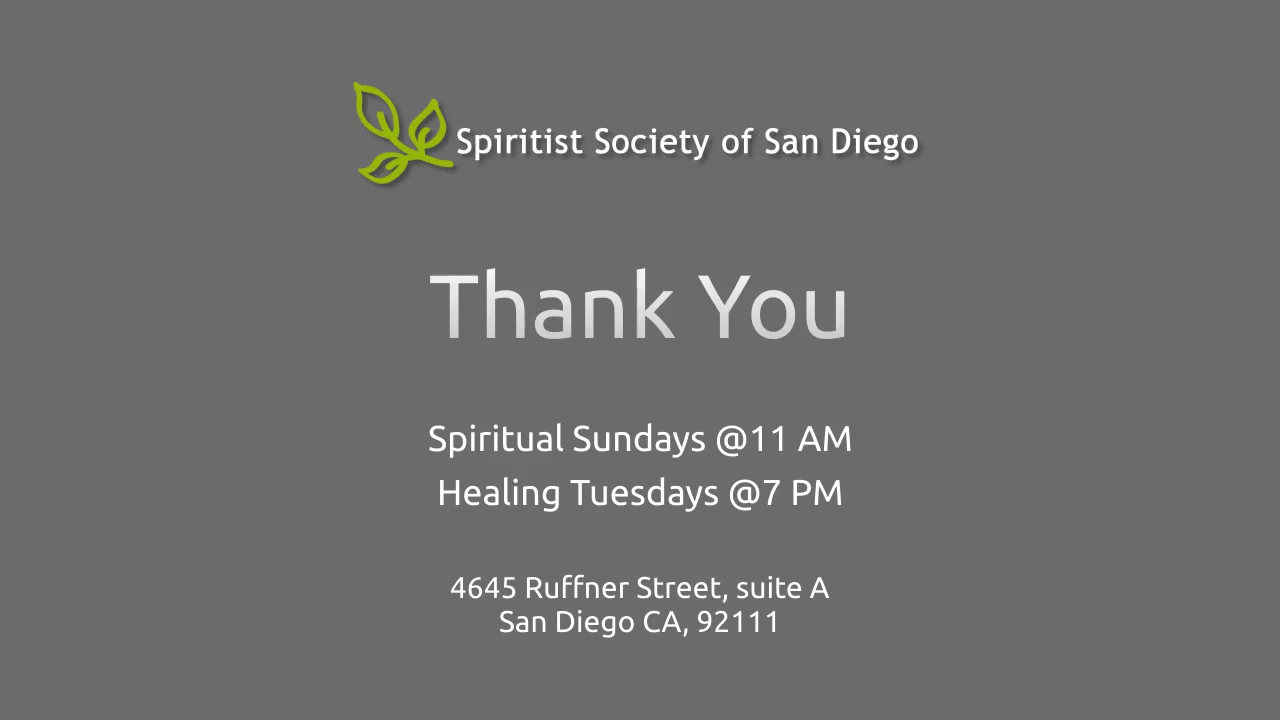 Spiritist Society of San Diego
Thank You
Spiritual Sundays @11 AM
Healing Tuesdays @7 PM
4645 Ruffner Street, suite A
San Diego CA, 92111